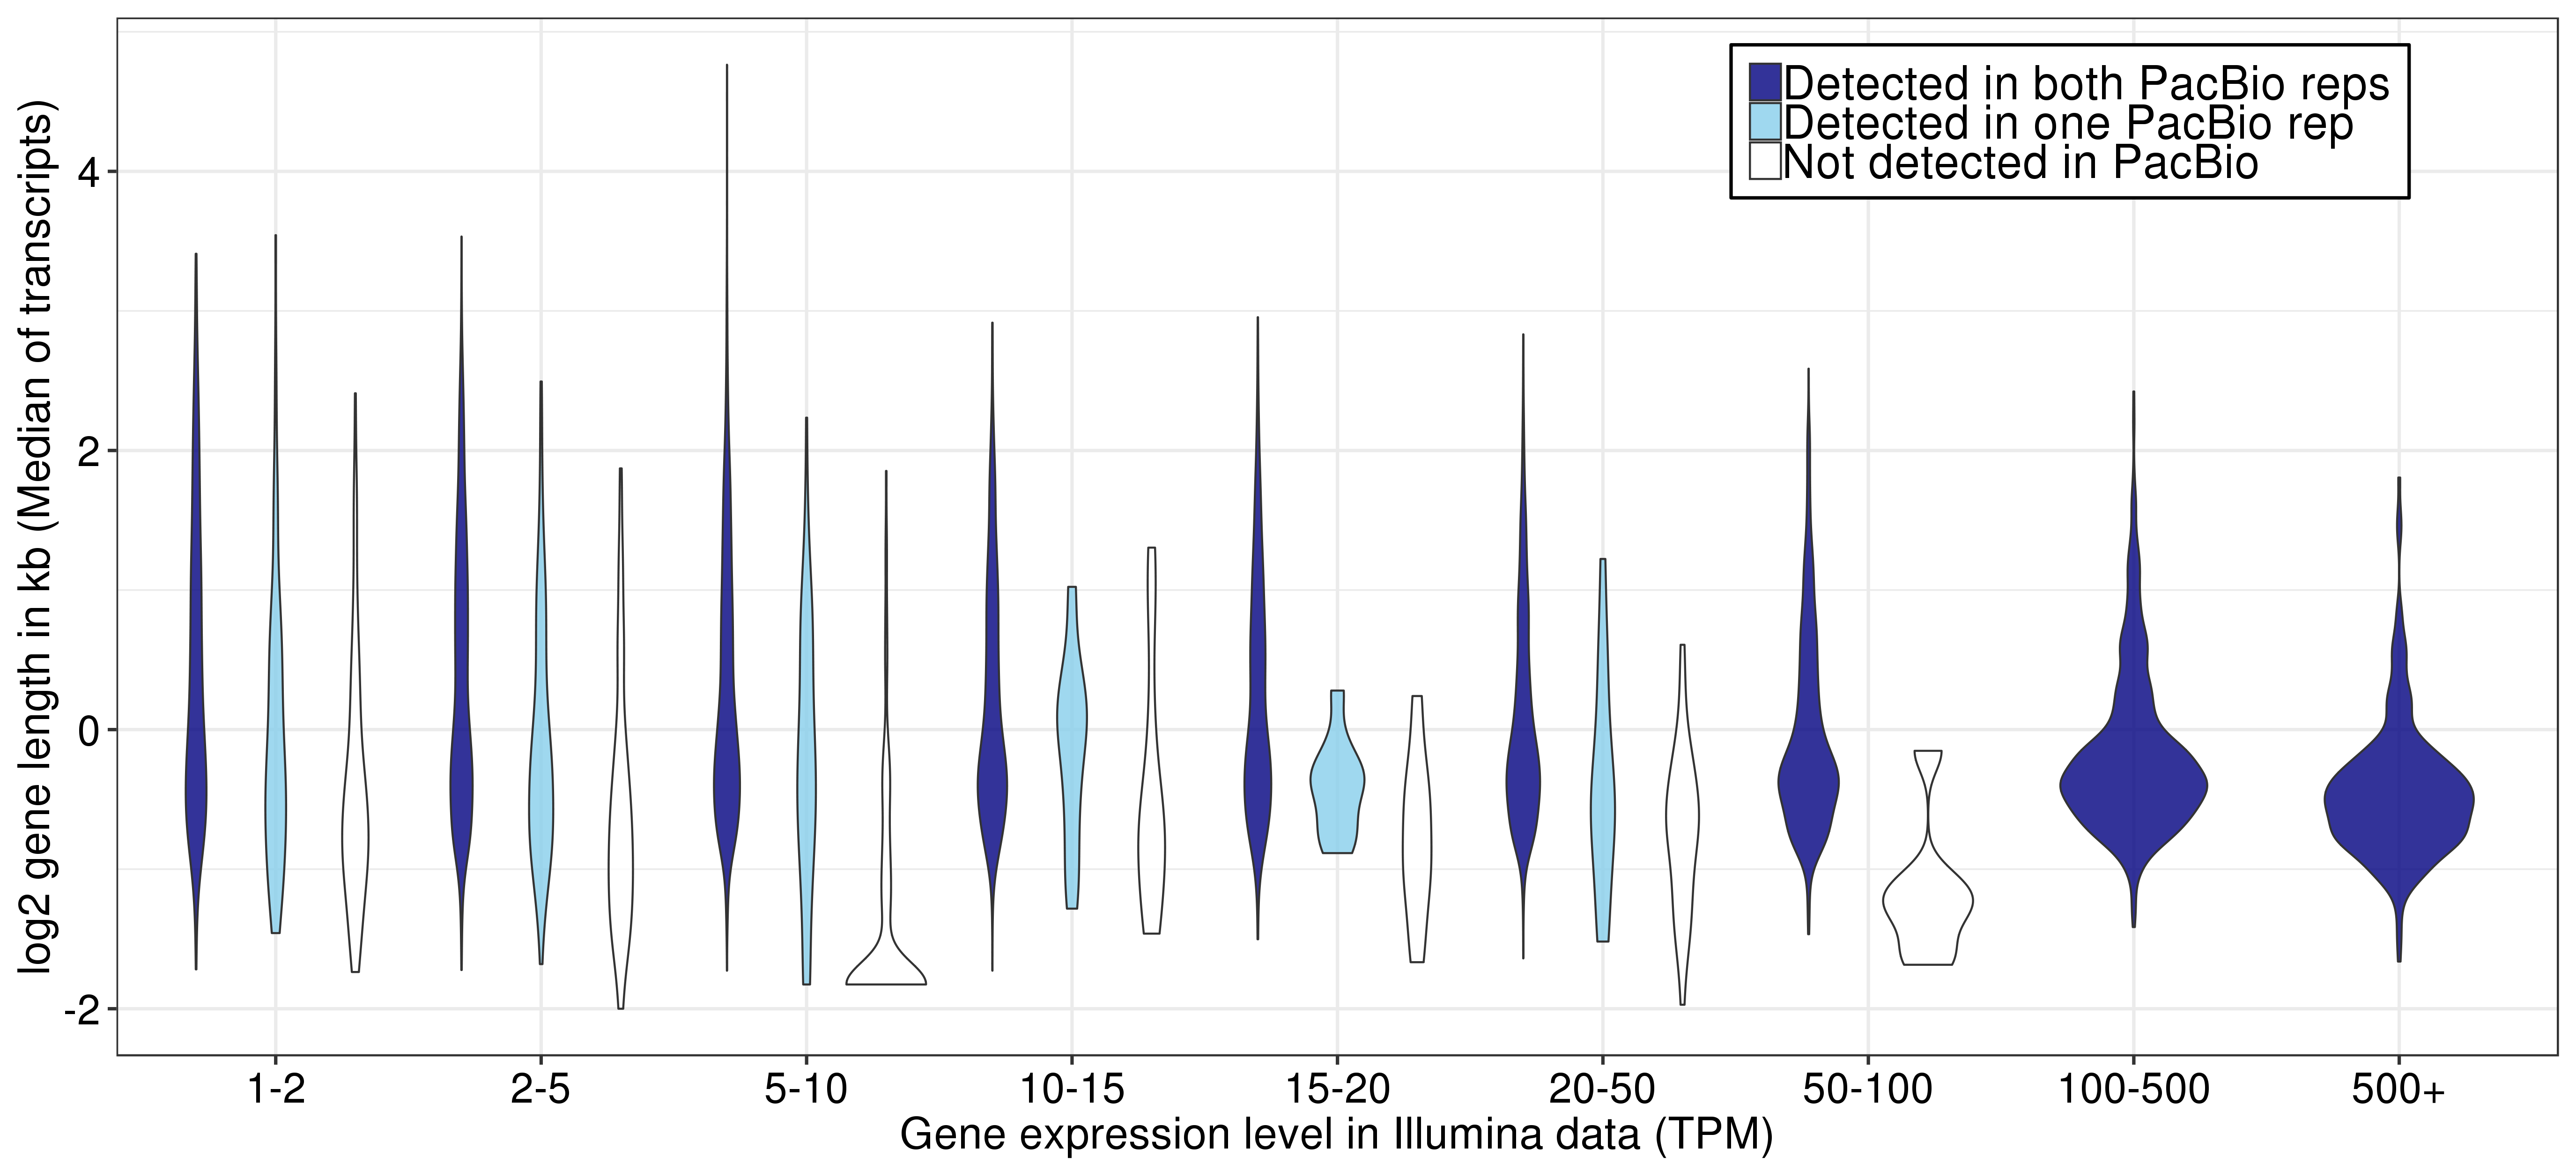 log2 gene length in kb (Median of transcripts)
4
2
0
-2
Detected in both PacBio reps
Detected in one PacBio rep
Not detected in PacBio
1-2 2-5 5-10 10-15 15-20 20-50 50-100 100-500 500+
Gene expression level in Illumina data (TPM)